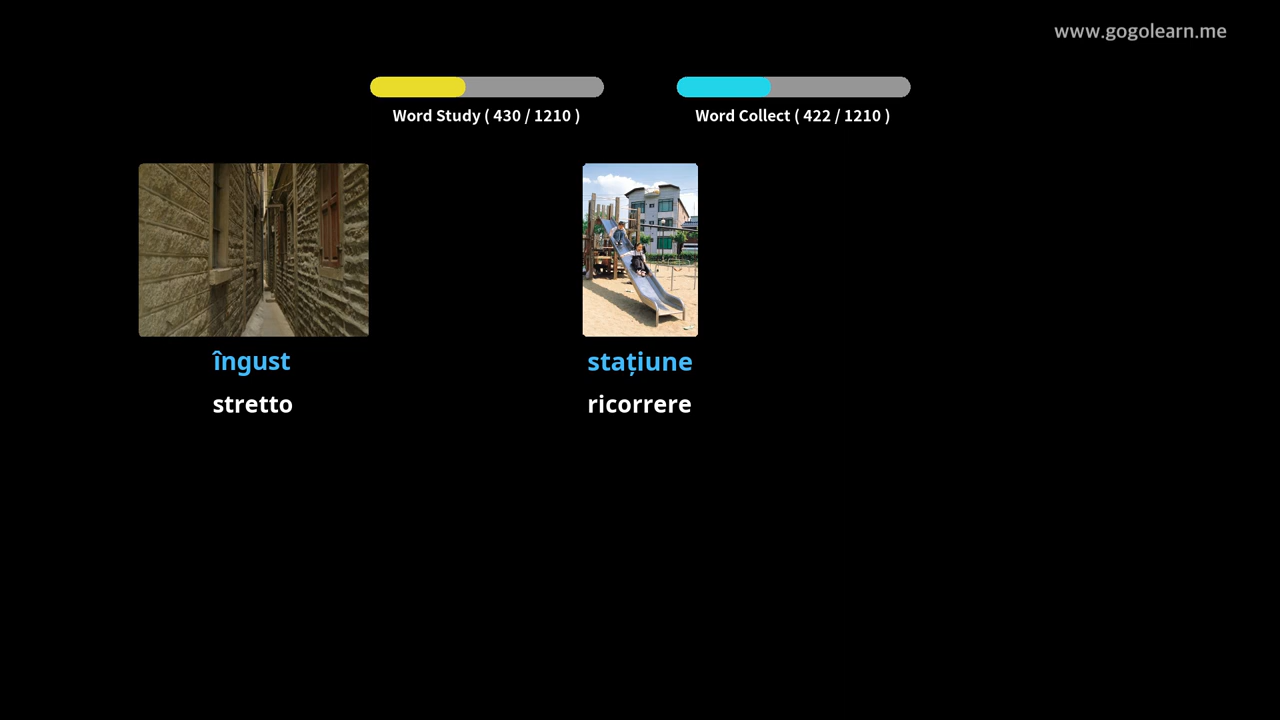 www.gogolearn.me
Word Study ( 430 / 1210 )
Word Collect ( 422 / 1210 )
îngust
stretto
stațiune
ricorrere